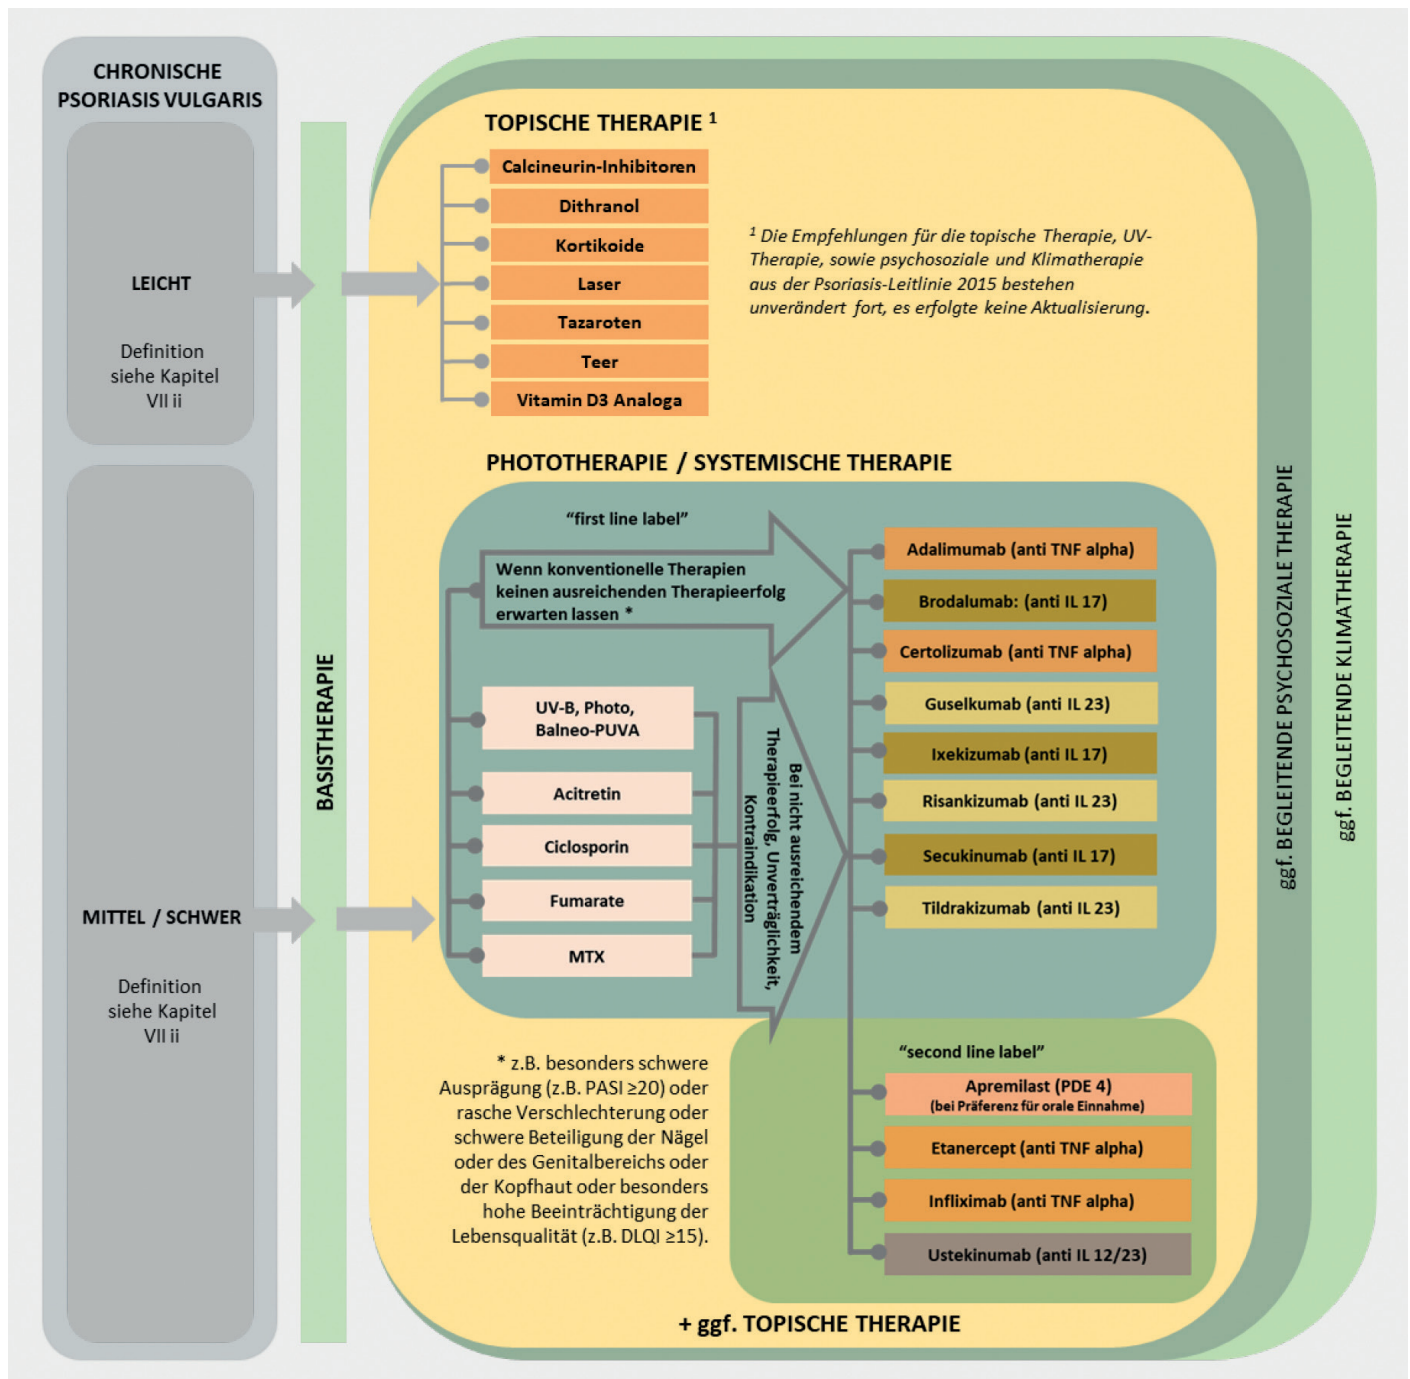 CHRONISCHE
PSORIASIS VULGARIS
LEICHT
Definition
siehe Kapitel
VII ii
MITTEL / SCHWER
Definition
siehe Kapitel
VII ii
BASISTHERAPIE
TOPISCHE THERAPIE ¹
Calcineurin-Inhibitoren
Dithranol
Kortikoide
Laser
Tazaroten
Teer
Vitamin D3 Analoga
¹ Die Empfehlungen für die topische Therapie, UV-
Therapie, sowie psychosoziale und Klimatherapie
aus der Psoriasis-Leitlinie 2015 bestehen
unverändert fort, es erfolgte keine Aktualisierung.
PHOTOTHERAPIE / SYSTEMISCHE THERAPIE
“first line label”
Wenn konventionelle Therapien
keinen ausreichenden Therapieerfolg
erwarten lassen *
UV-B, Photo,
Balneo-PUVA
Acitretin
Ciclosporin
Fumarate
MTX
Bei nicht ausreichendem
Therapieerfolg, Unverträglichkeit,
Kontraindikation
Adalimumab (anti TNF alpha)
Brodalumab: (anti IL 17)
Certolizumab (anti TNF alpha)
Guselkumab (anti IL 23)
Ixekizumab (anti IL 17)
Risankizumab (anti IL 23)
Secukinumab (anti IL 17)
Tildrakizumab (anti IL 23)
“second line label”
Apremilast (PDE 4)
(bei Präferenz für orale Einnahme)
Etanercept (anti TNF alpha)
Infliximab (anti TNF alpha)
Ustekinumab (anti IL 12/23)
* z.B. besonders schwere
Ausprägung (z.B. PASI ≥20) oder
rasche Verschlechterung oder
schwere Beteiligung der Nägel
oder des Genitalbereichs oder
der Kopfhaut oder besonders
hohe Beeinträchtigung der
Lebensqualität (z.B. DLQI ≥15).
+ ggf. TOPISCHE THERAPIE
ggf. BEGLEITENDE PSYCHOSOZIALE THERAPIE
ggf. BEGLEITENDE KLIMATHERAPIE